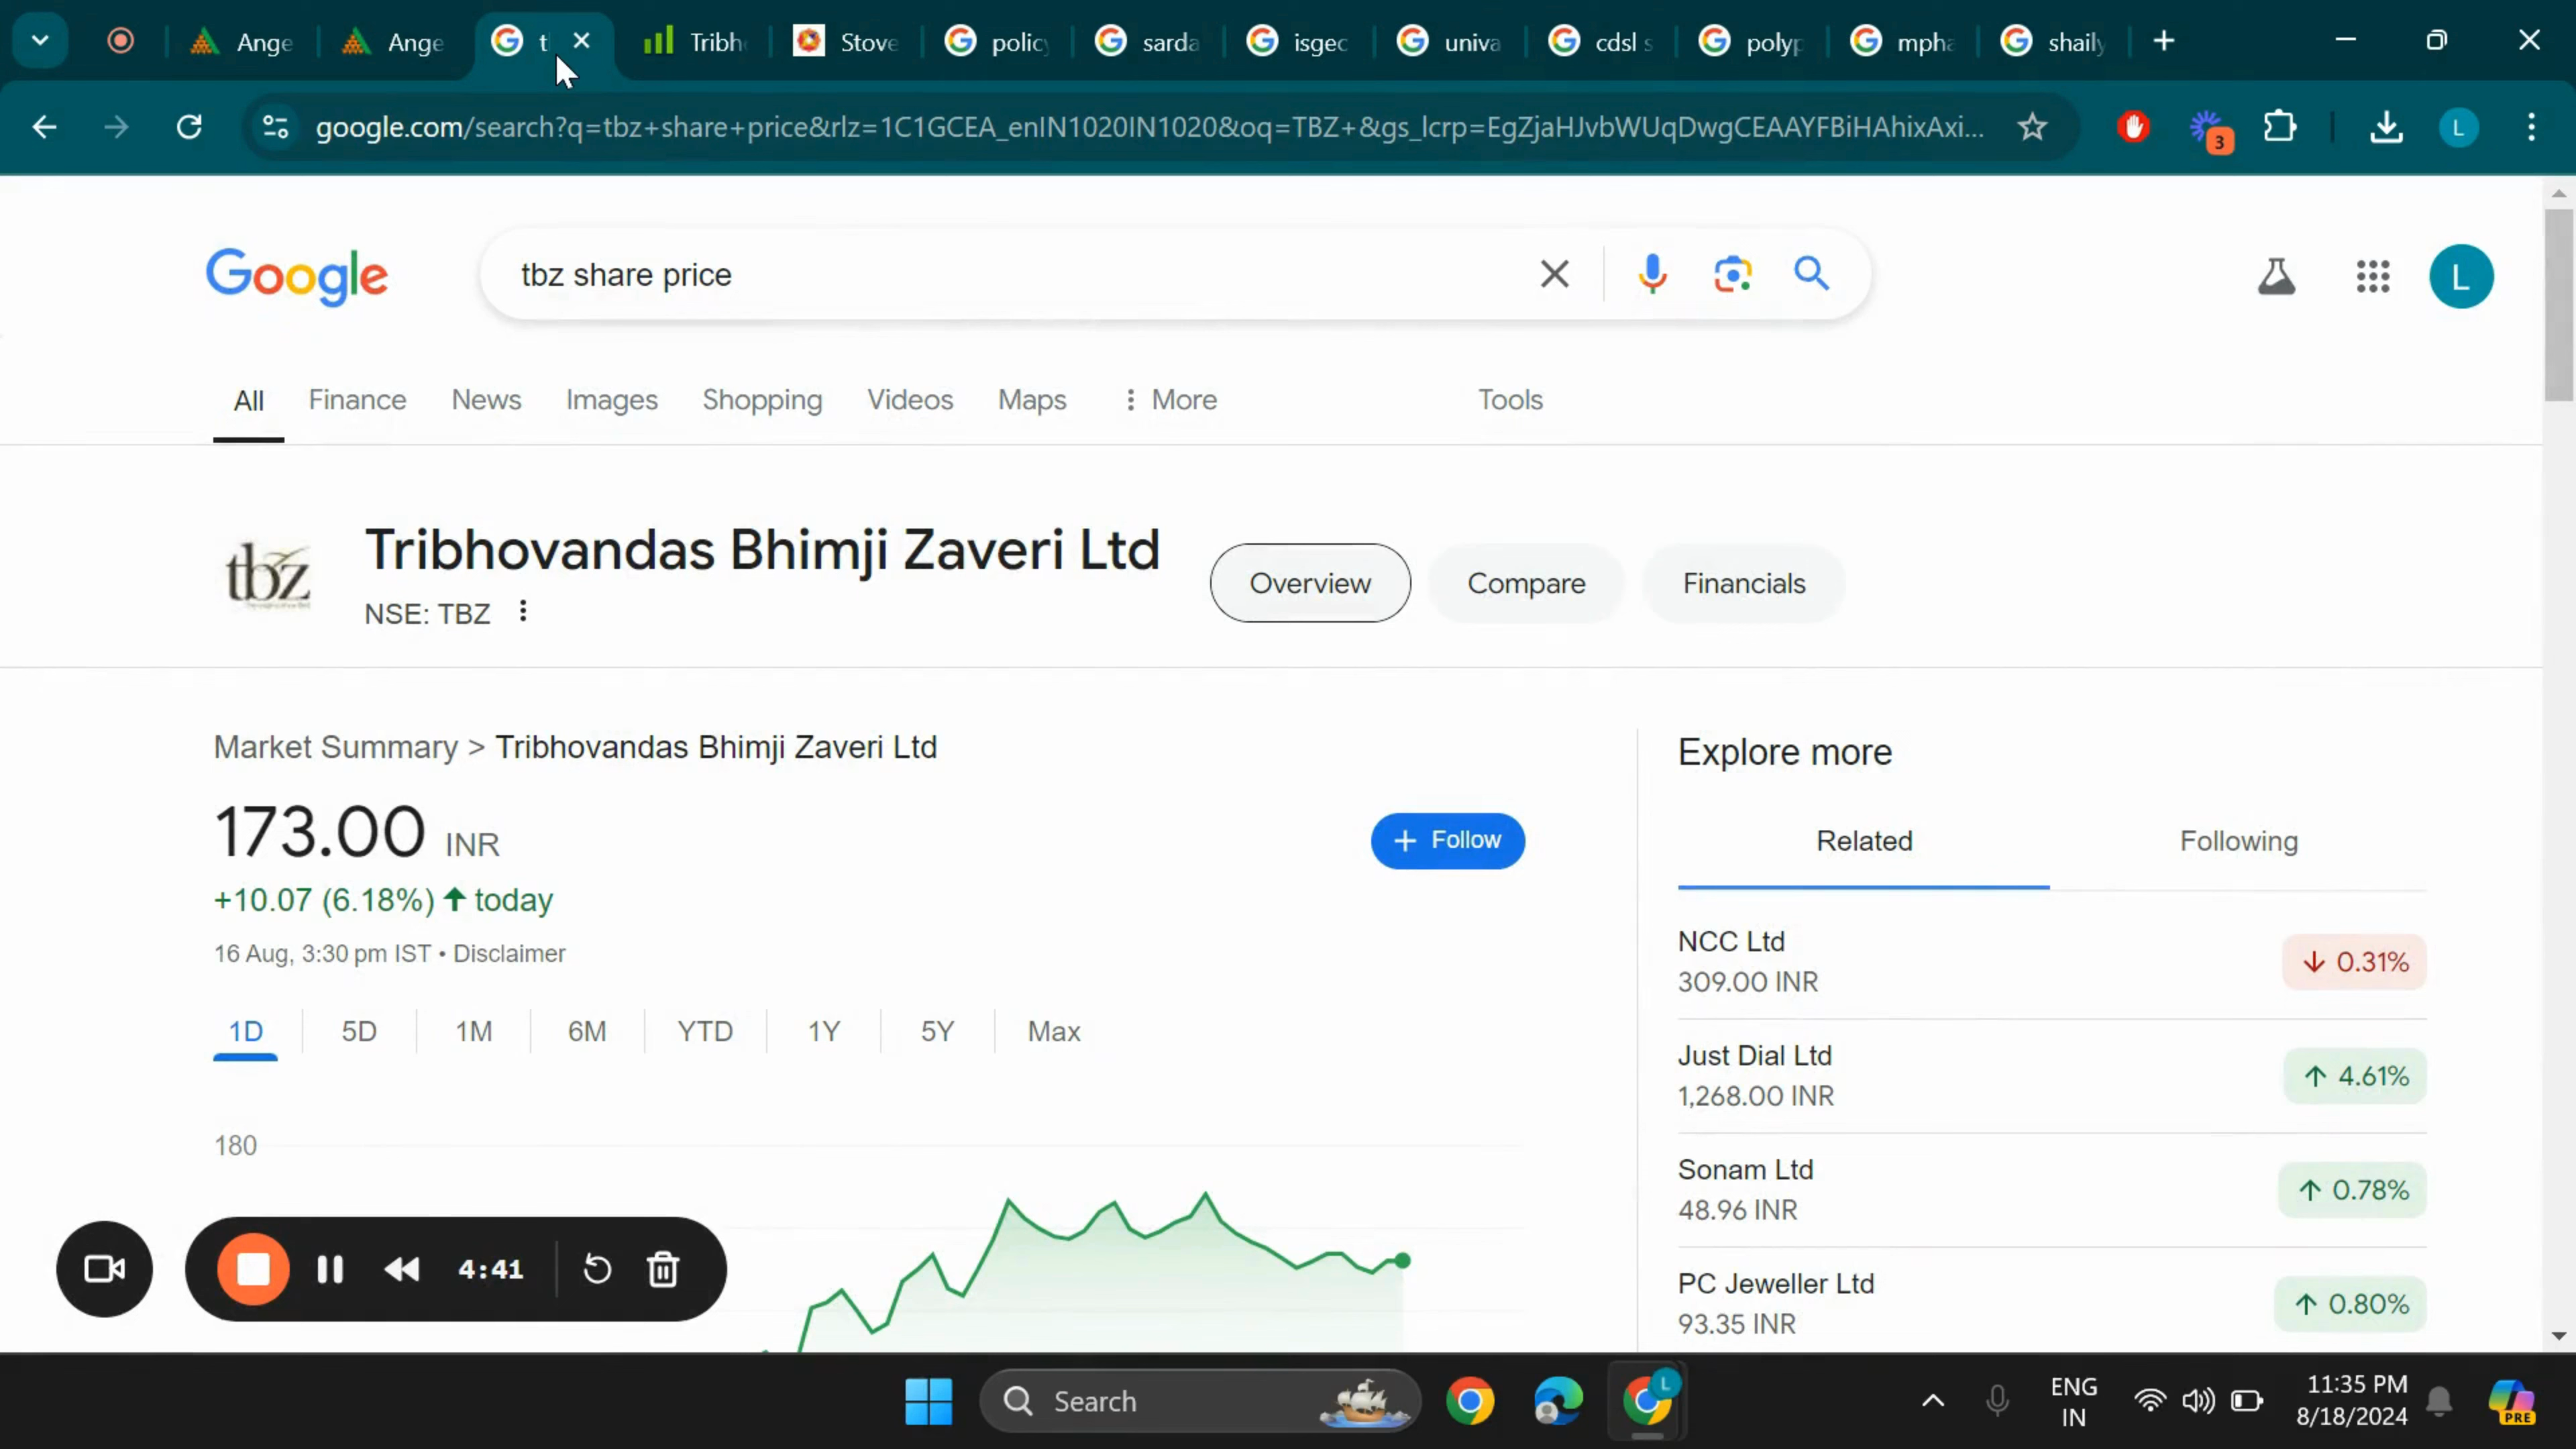 Ange
Ange
t
Tribh
Stove
policy
sarda
isgec
univa
cdsl s
polyp
mpha
shaily
google.com/search?q=tbz+share+price&rlz=1C1GCEA_enIN1020IN1020&oq=TBZ+&gs_lcrp=EgZjaHJvbWUqDwgCEAAYFBiHAhixAxi...
3
L
Google
tbz share price
L
All
Finance
News
Images
Shopping
Videos
Maps
More
Tools
tbz
Tribhovandas Bhimji Zaveri Ltd
NSE: TBZ
Overview
Compare
Financials
Market Summary > Tribhovandas Bhimji Zaveri Ltd
173.00 INR
+ Follow
+10.07 (6.18%) ↑ today
16 Aug, 3:30 pm IST • Disclaimer
1D
5D
1M
6M
YTD
1Y
5Y
Max
180
Explore more
Related
Following
NCC Ltd
309.00 INR
↓ 0.31%
Just Dial Ltd
1,268.00 INR
↑ 4.61%
Sonam Ltd
48.96 INR
↑ 0.78%
PC Jeweller Ltd
93.35 INR
↑ 0.80%
4:41
Search
L
ENG
IN
11:35 PM
8/18/2024
PRE